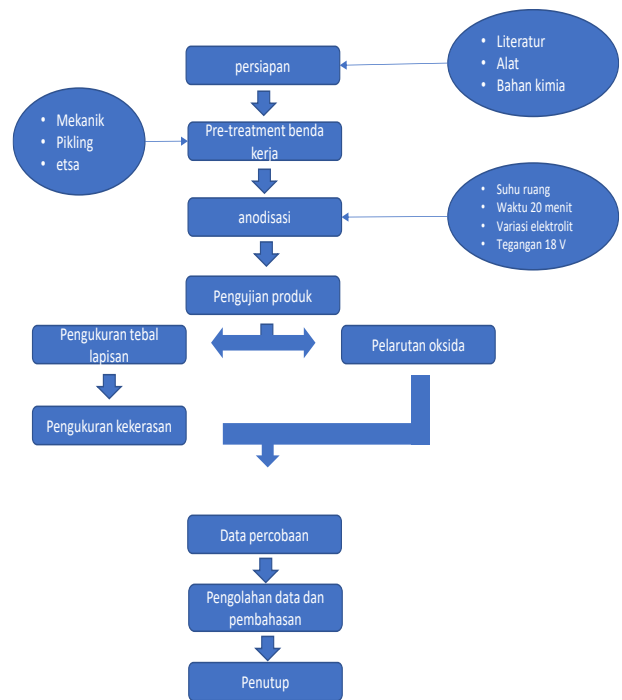 persiapan
• Literatur
• Alat
• Bahan kimia
• Mekanik
• Pikling
• etsa
Pre-treatment benda
kerja
anodisasi
• Suhu ruang
• Waktu 20 menit
• Variasi elektrolit
• Tegangan 18 V
Pengujian produk
Pengukuran tebal
lapisan
Pelarutan oksida
Pengukuran kekerasan
Data percobaan
Pengolahan data dan
pembahasan
Penutup